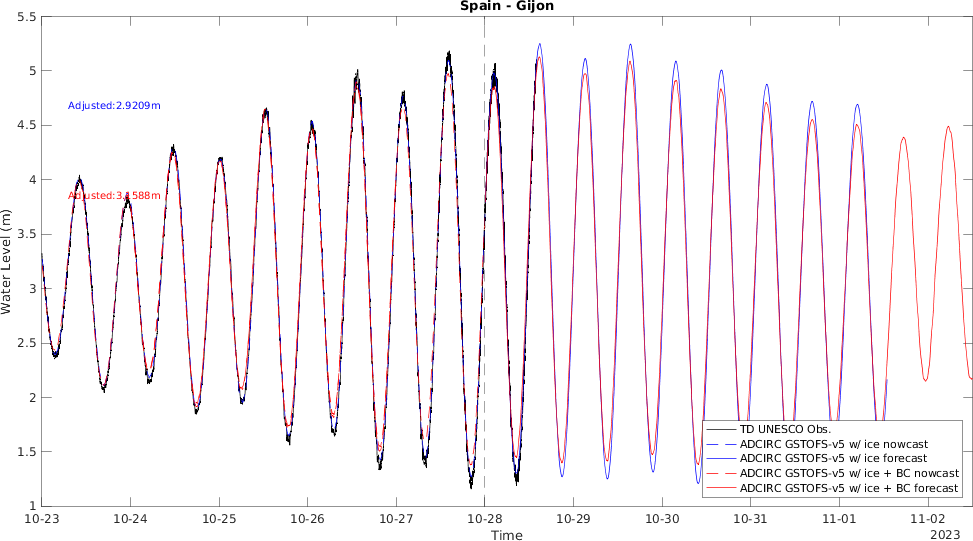 Spain - Gijon
5.5
5
4.5
4
3.5
3
2.5
2
1.5
1
Water Level (m)
Adjusted:2.9209m
Adjusted:3.1588m
TD UNESCO Obs.
ADCIRC GSTOFS-v5 w/ ice nowcast
ADCIRC GSTOFS-v5 w/ ice forecast
ADCIRC GSTOFS-v5 w/ ice + BC nowcast
ADCIRC GSTOFS-v5 w/ ice + BC forecast
10-23 10-24 10-25 10-26 10-27 10-28 10-29 10-30 10-31 11-01 11-02
Time
2023